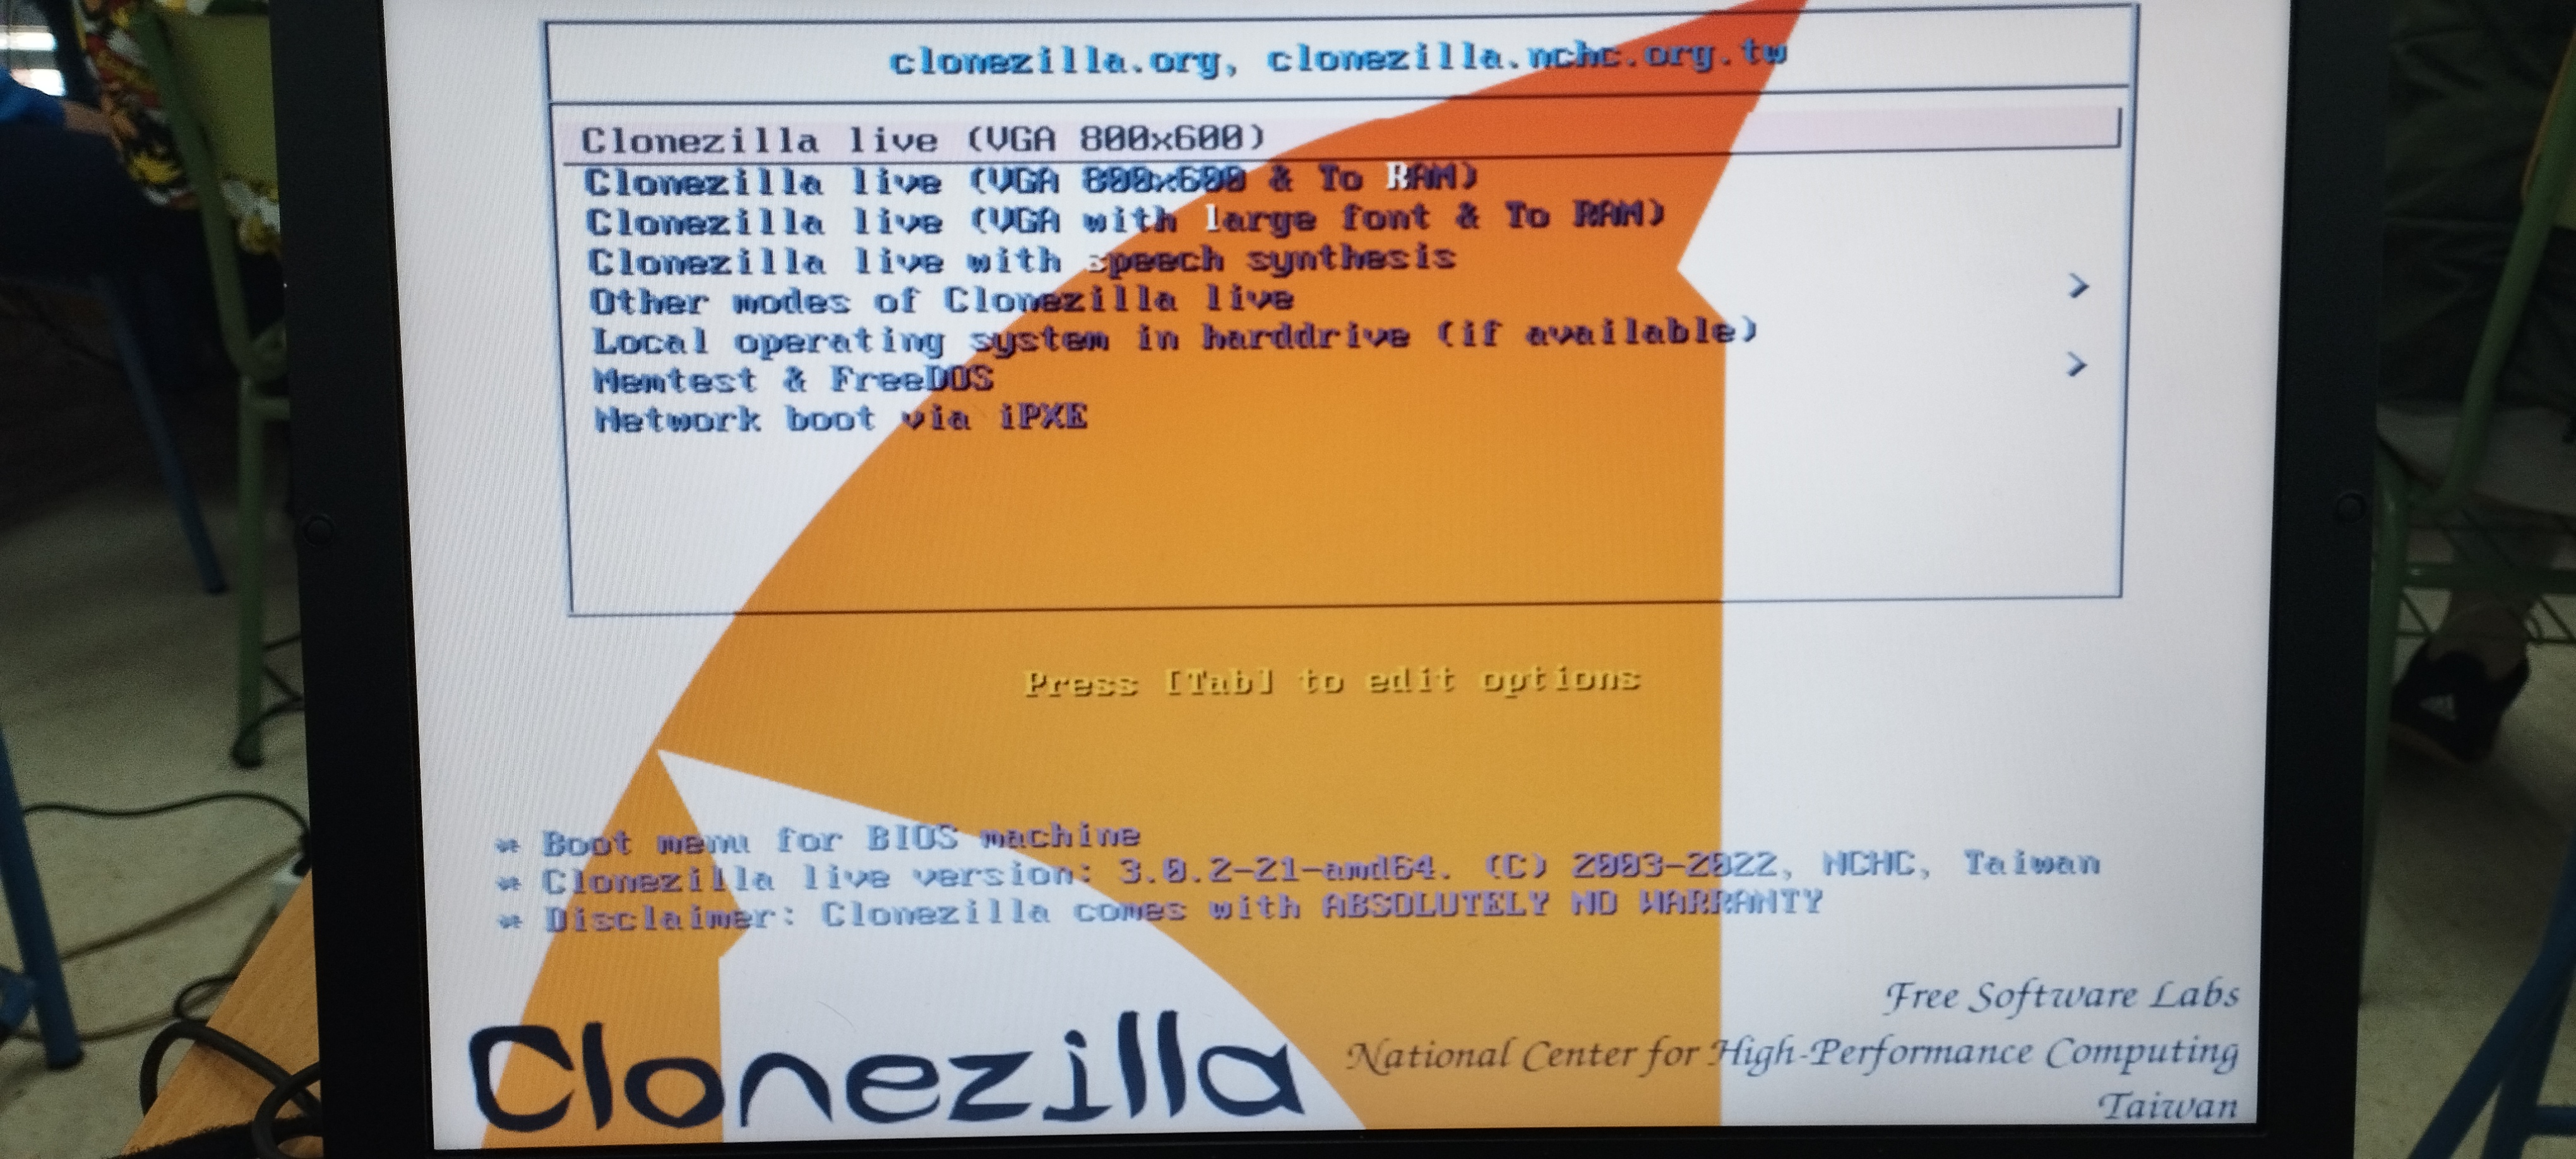 clonezilla.org, clonezilla.nchc.org.tw
Clonezilla live (VGA 800x600)
Clonezilla live (VGA 800x600 & To RAM)
Clonezilla live (VGA with large font & To RAM)
Clonezilla live with speech synthesis
Other modes of Clonezilla live >
Local operating system in harddrive (if available)
Memtest & FreeDOS >
Network boot via iPXE
Press [Tab] to edit options
* Boot menu for BIOS machine
* Clonezilla live version: 3.0.2-21-amd64. (C) 2003-2022, NCHC, Taiwan
* Disclaimer: Clonezilla comes with ABSOLUTELY NO WARRANTY
Free Software Labs
Clonezilla National Center for High-Performance Computing
Taiwan